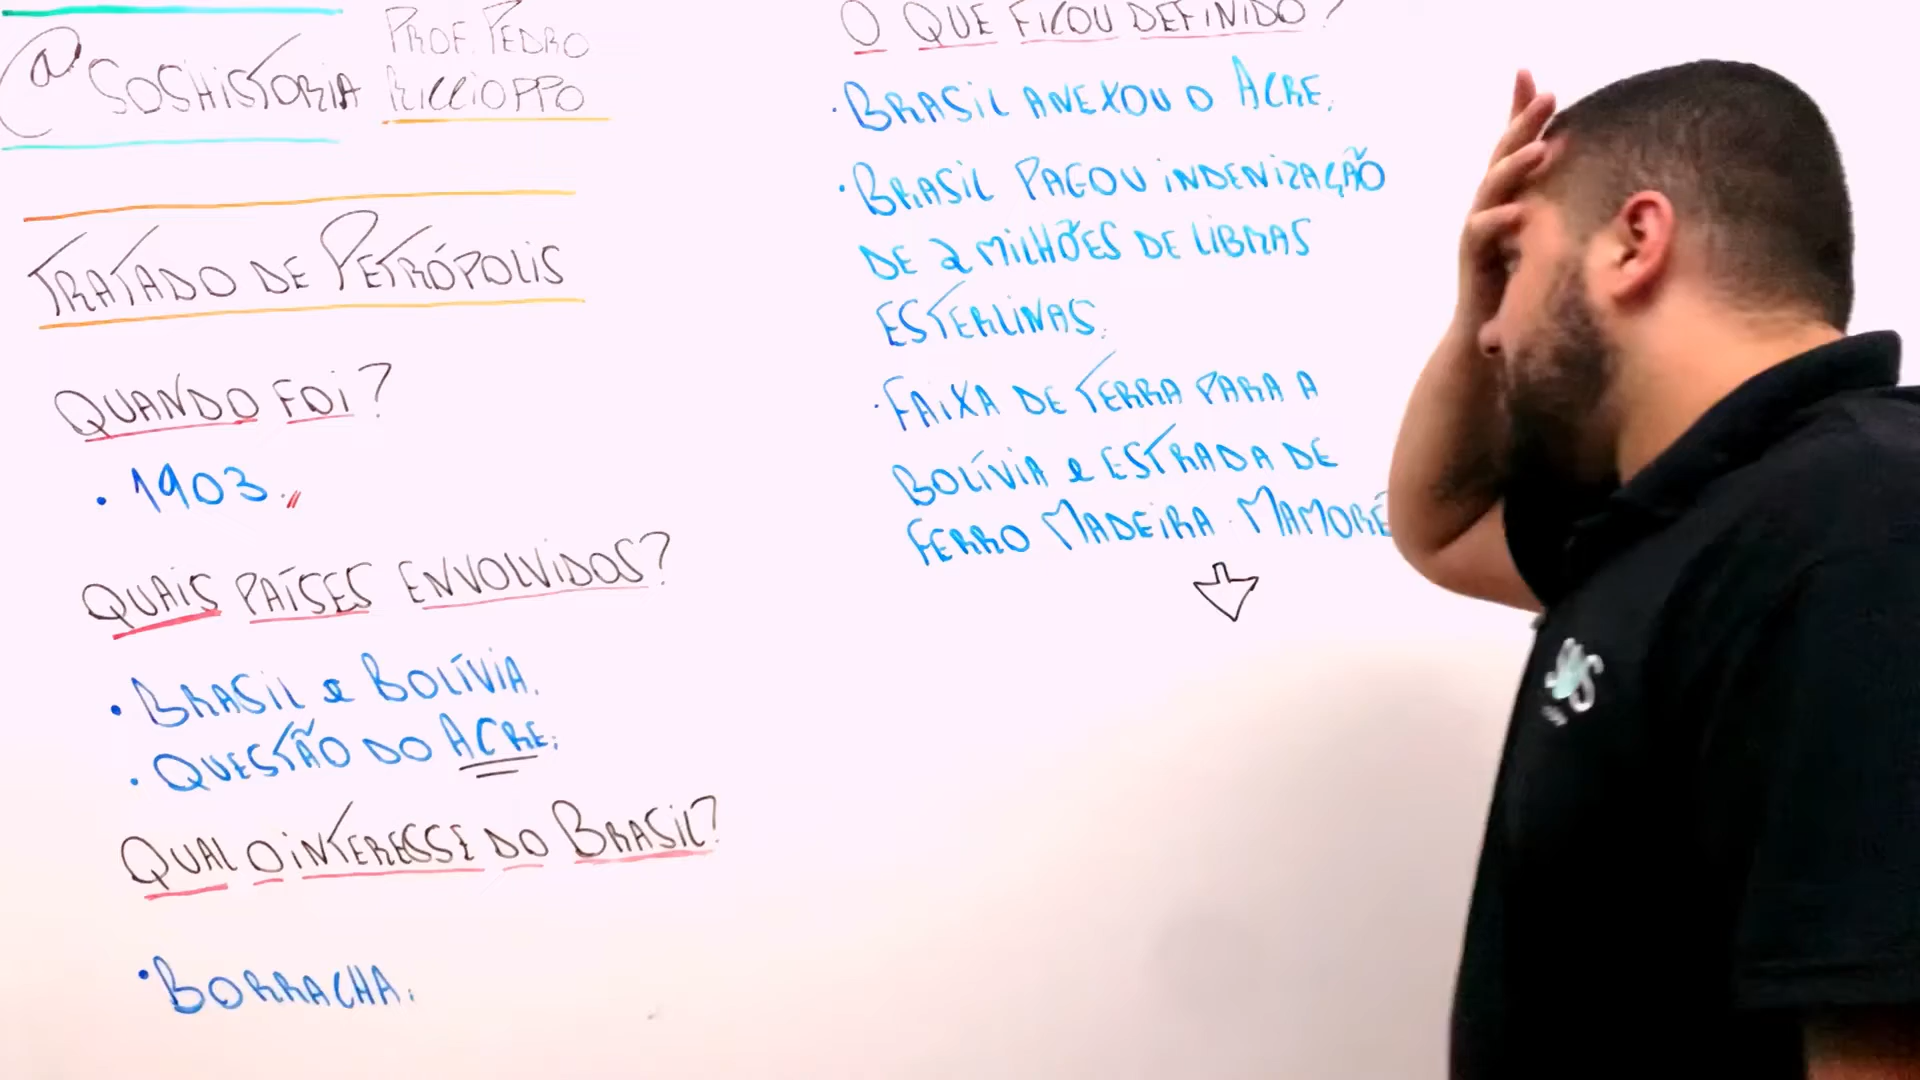 @SOSHISTORIA
PROF. PEDRO
RICCIOPPO
TRATADO DE PETRÓPOLIS
QUANDO FOI?
• 1903.
QUAIS PAÍSES ENVOLVIDOS?
• BRASIL e BOLÍVIA.
• QUESTÃO DO ACRE.
QUAL O INTERESSE DO BRASIL?
• BORRACHA.
O QUE FICOU DEFINIDO?
• BRASIL ANEXOU O ACRE.
• BRASIL PAGOU INDENIZAÇÃO
DE 2 MILHÕES DE LIBRAS
ESTERLINAS.
• FAIXA DE TERRA PARA A
BOLÍVIA e ESTRADA DE
FERRO MADEIRA-MAMORÉ
SOS